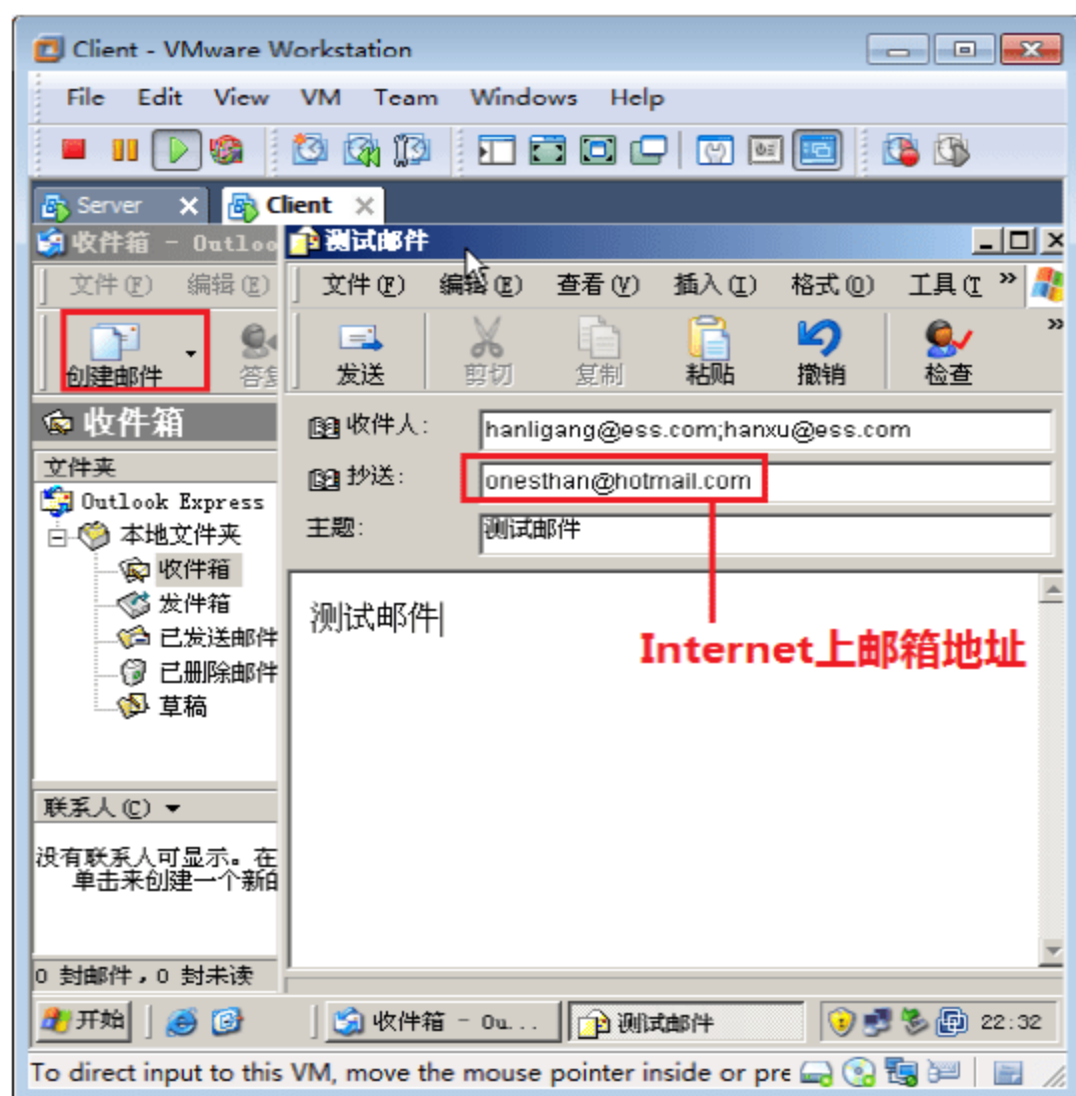 Client - VMware Workstation
File Edit View VM Team Windows Help
Server Client
收件箱 - Outloo
测试邮件
文件(F) 编辑(E)
文件(F) 编辑(E) 查看(V) 插入(I) 格式(O) 工具(T »
创建邮件
发送 剪切 复制 粘贴 撤销 检查 »
收件箱
收件人: hanligang@ess.com;hanxu@ess.com
文件夹
抄送: onesthan@hotmail.com
Outlook Express
主题: 测试邮件
本地文件夹
收件箱
发件箱
已发送邮件
已删除邮件
草稿
测试邮件
Internet上邮箱地址
联系人(C)
没有联系人可显示。在
单击来创建一个新的
0 封邮件，0 封未读
开始 收件箱 - Ou... 测试邮件 22:32
To direct input to this VM, move the mouse pointer inside or pre